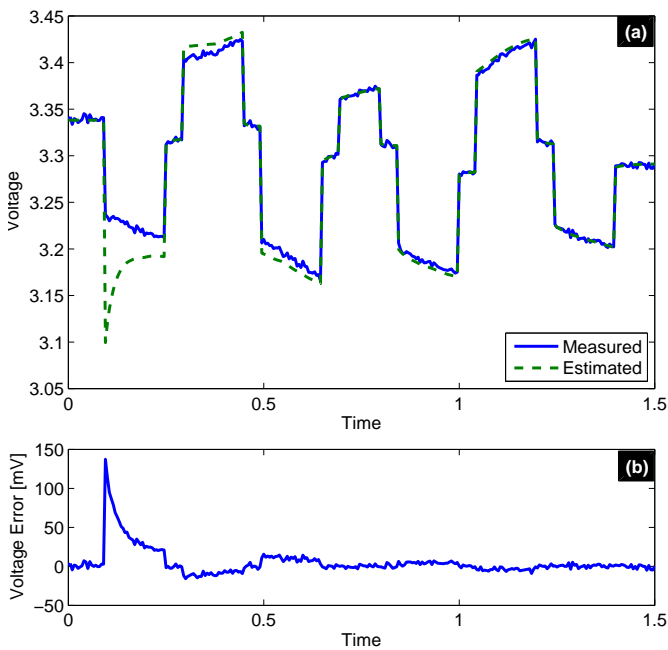 (a)
3.45
3.4
3.35
3.3
3.25
3.2
3.15
3.1
3.05
Voltage
Measured
Estimated
0
0.5
1
1.5
Time
(b)
150
100
50
0
−50
Voltage Error [mV]
0
0.5
1
1.5
Time